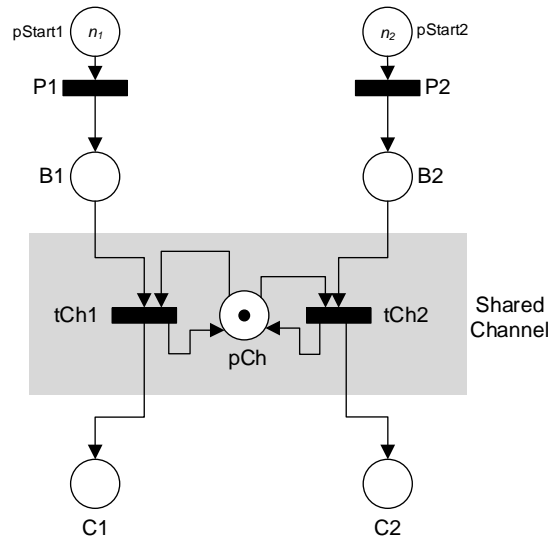 pStart1 n1 n2 pStart2
P1 P2
B1 B2
tCh1 tCh2 Shared
Channel
pCh
C1 C2